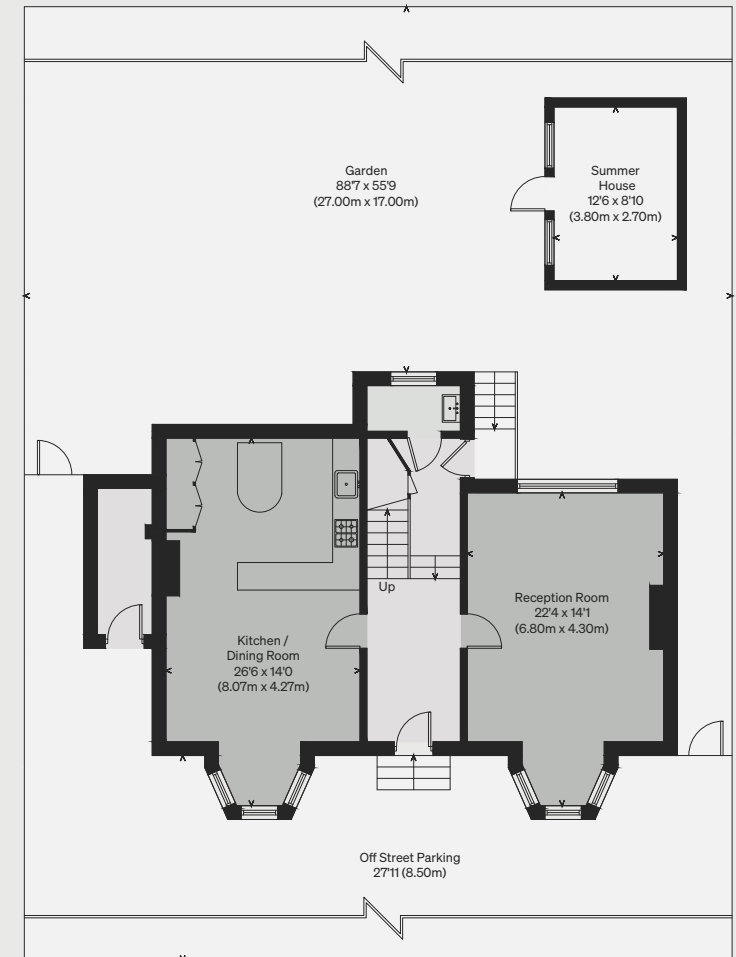 Garden
88'7 x 55'9
(27.00m x 17.00m)
Summer
House
12'6 x 8'10
(3.80m x 2.70m)
Up
Reception Room
22'4 x 14'1
(6.80m x 4.30m)
Kitchen /
Dining Room
26'6 x 14'0
(8.07m x 4.27m)
Off Street Parking
27'11 (8.50m)